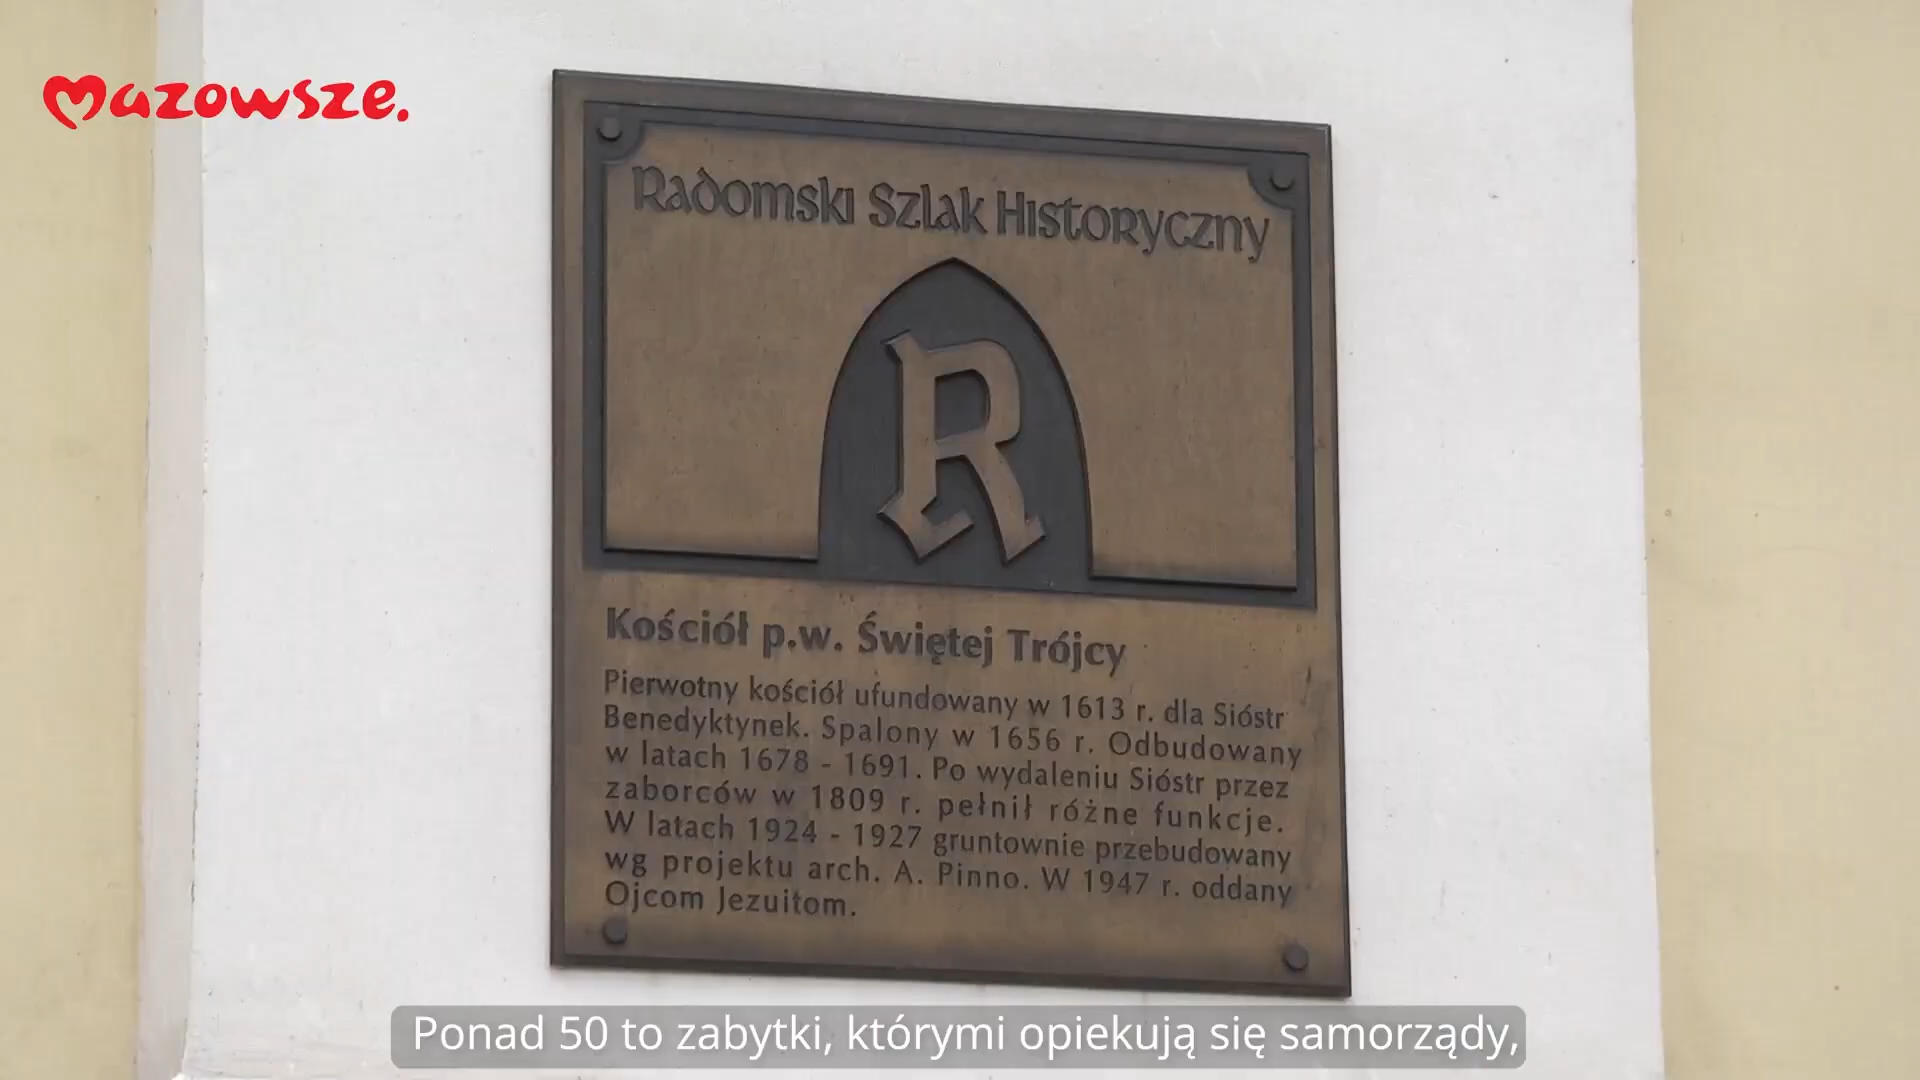 Mazowsze.
Radomski Szlak Historyczny
R
Kościół p.w. Świętej Trójcy
Pierwotny kościół ufundowany w 1613 r. dla Sióstr
Benedyktynek. Spalony w 1656 r. Odbudowany
w latach 1678 - 1691. Po wydaleniu Sióstr przez
zaborców w 1809 r. pełnił różne funkcje.
W latach 1924 - 1927 gruntownie przebudowany
wg projektu arch. A. Pinno. W 1947 r. oddany
Ojcom Jezuitom.
Ponad 50 to zabytki, którymi opiekują się samorządy,